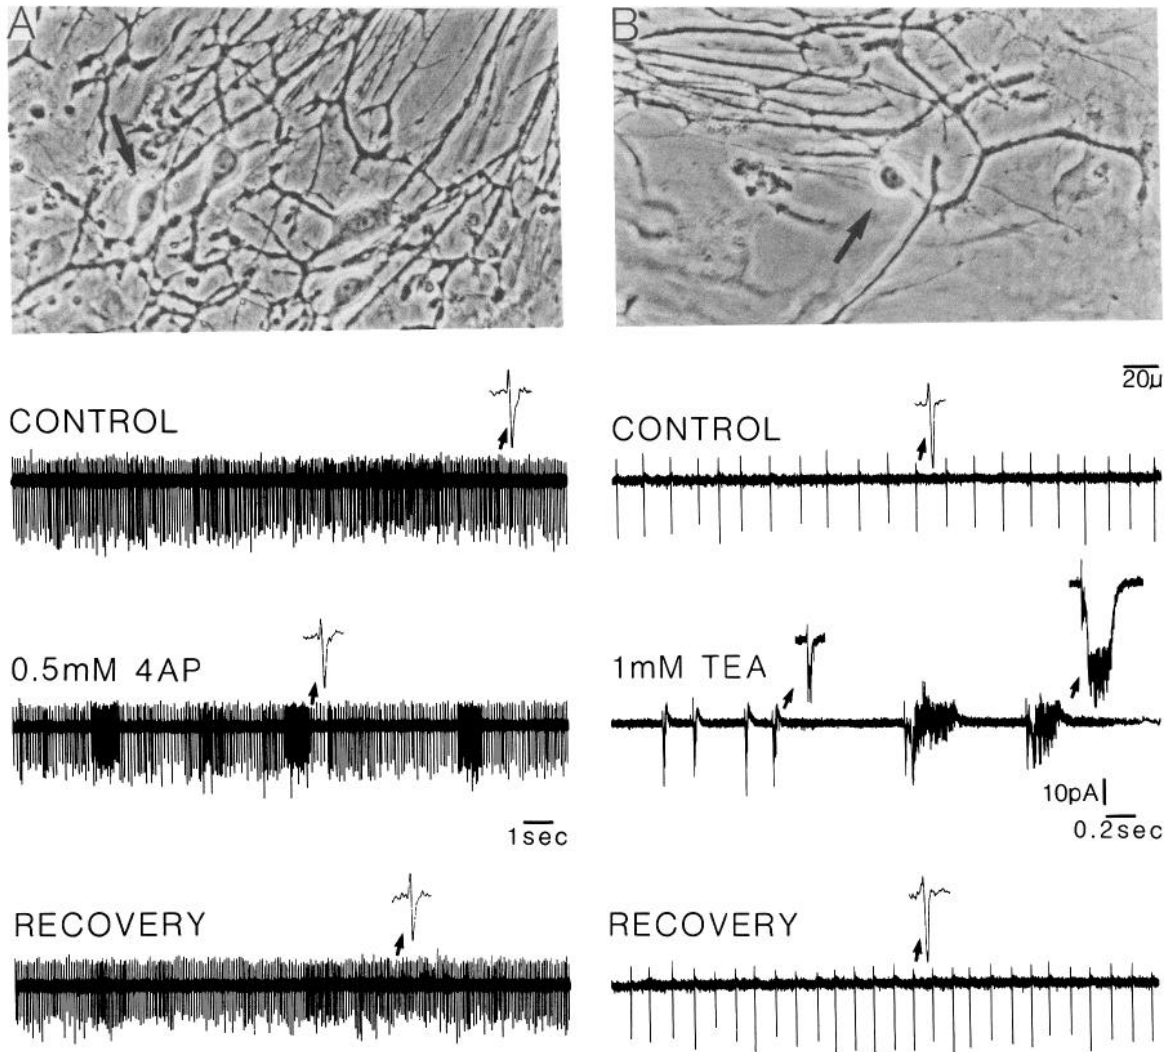 A
B
20µ
CONTROL
CONTROL
0.5mM 4AP
1mM TEA
10pA
1sec
0.2sec
RECOVERY
RECOVERY